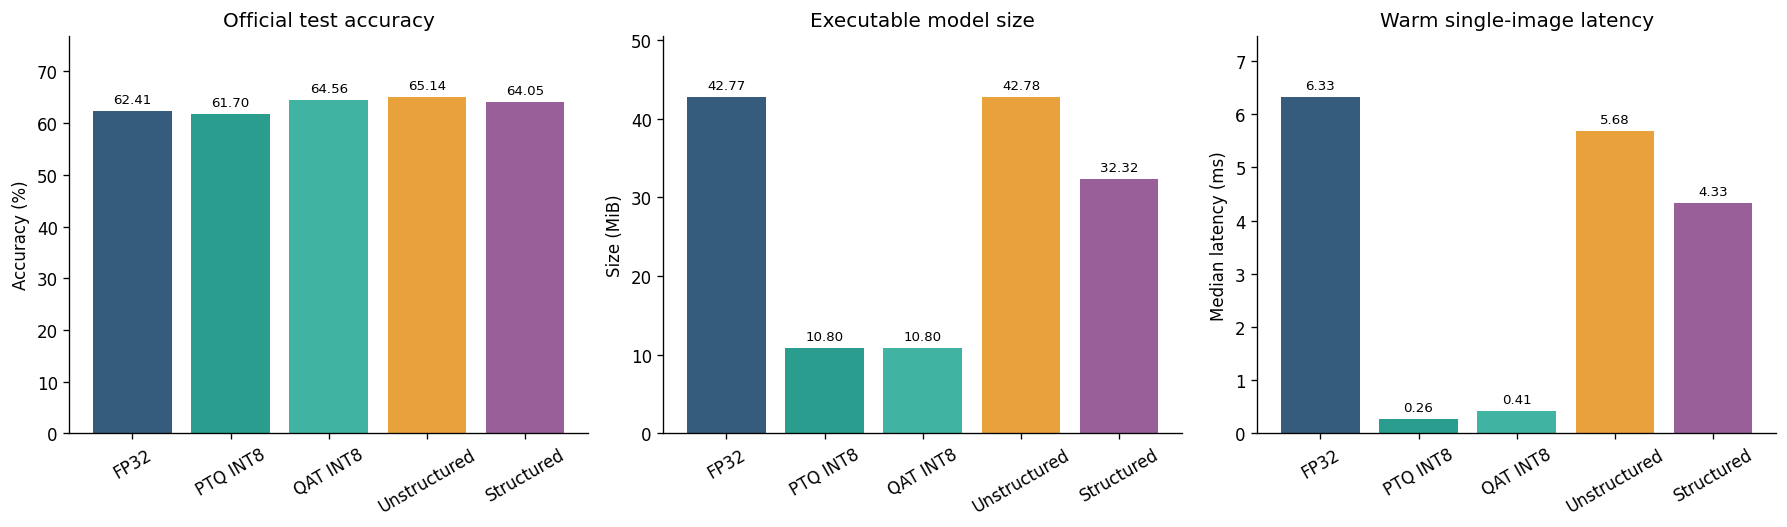 Official test accuracy
Accuracy (%)
70
60
50
40
30
20
10
0
62.41
61.70
64.56
65.14
64.05
FP32
PTQ INT8
QAT INT8
Unstructured
Structured
Executable model size
Size (MiB)
50
40
30
20
10
0
42.77
10.80
10.80
42.78
32.32
FP32
PTQ INT8
QAT INT8
Unstructured
Structured
Warm single-image latency
Median latency (ms)
7
6
5
4
3
2
1
0
6.33
0.26
0.41
5.68
4.33
FP32
PTQ INT8
QAT INT8
Unstructured
Structured